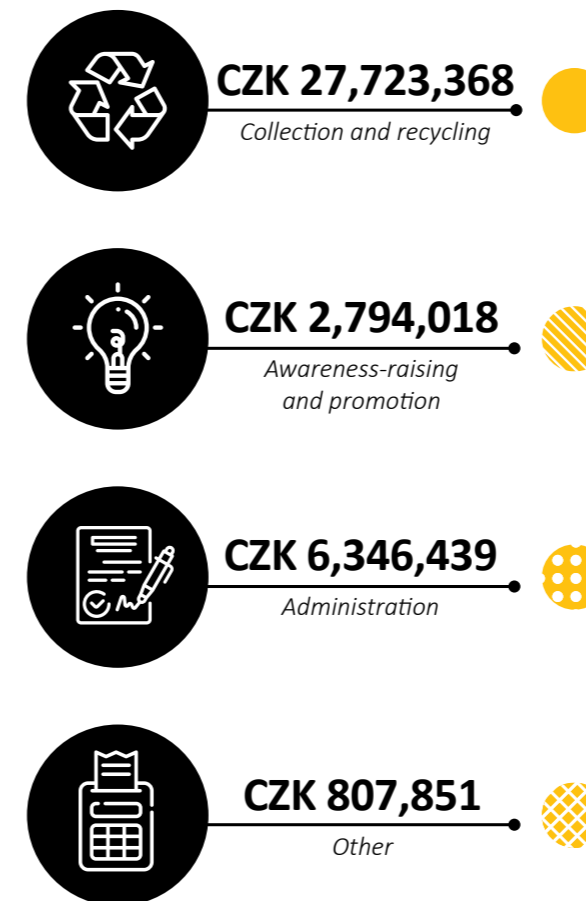 CZK 27,723,368
Collection and recycling
CZK 2,794,018
Awareness-raising
and promotion
CZK 6,346,439
Administration
CZK 807,851
Other